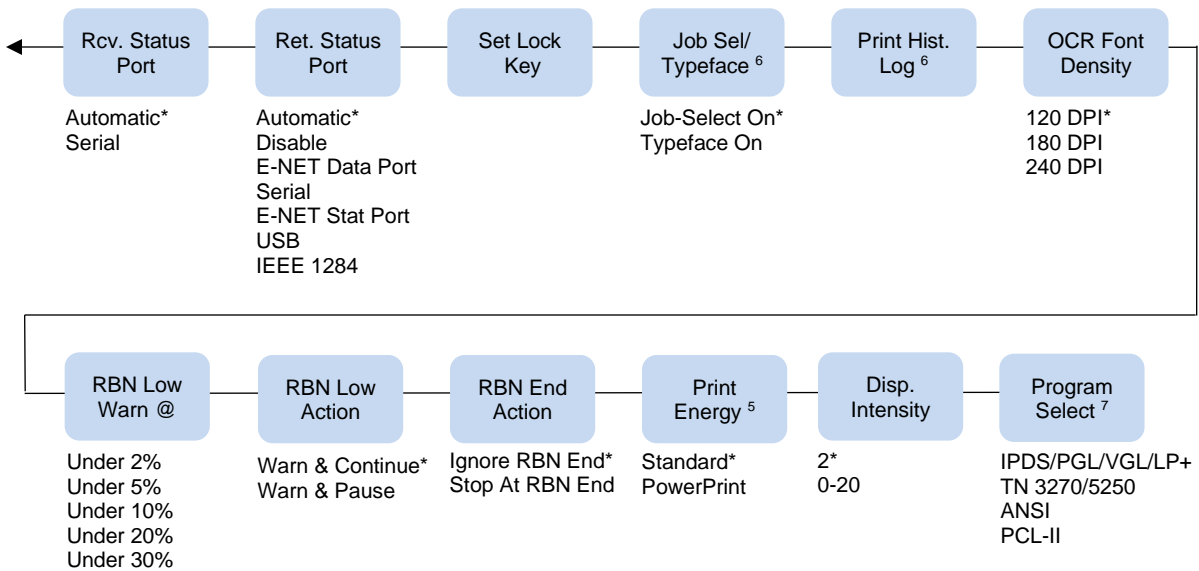 Rcv. Status
Port
Automatic*
Serial
Ret. Status
Port
Automatic*
Disable
E-NET Data Port
Serial
E-NET Stat Port
USB
IEEE 1284
Set Lock
Key
Job Sel/
Typeface 6
Job-Select On*
Typeface On
Print Hist.
Log 6
OCR Font
Density
120 DPI*
180 DPI
240 DPI
RBN Low
Warn @
Under 2%
Under 5%
Under 10%
Under 20%
Under 30%
RBN Low
Action
Warn & Continue*
Warn & Pause
RBN End
Action
Ignore RBN End*
Stop At RBN End
Print
Energy 5
Standard*
PowerPrint
Disp.
Intensity
2*
0-20
Program
Select 7
IPDS/PGL/VGL/LP+
TN 3270/5250
ANSI
PCL-II